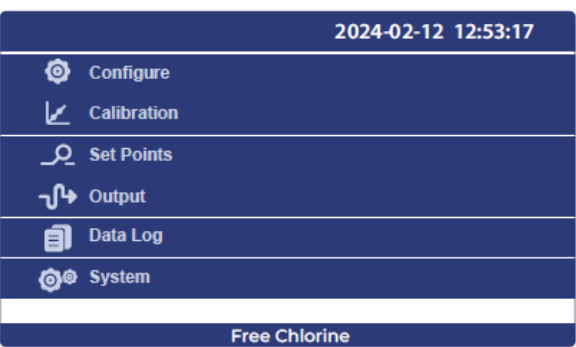 2024-02-12 12:53:17
Configure
Calibration
Set Points
Output
Data Log
System
Free Chlorine